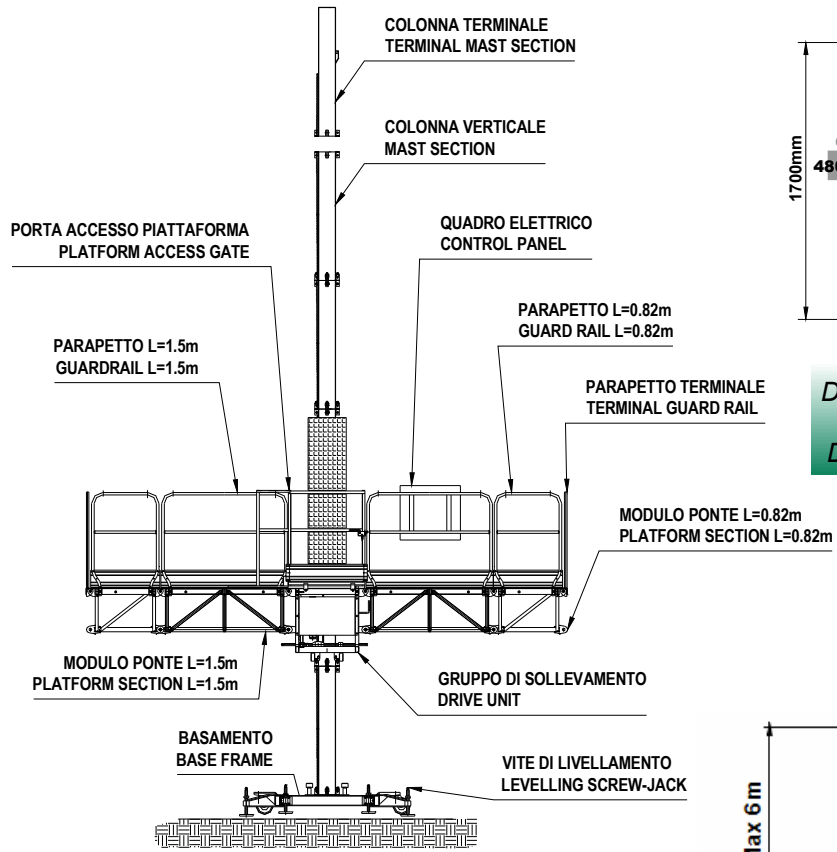 COLONNA TERMINALE
TERMINAL MAST SECTION
COLONNA VERTICALE
MAST SECTION
PORTA ACCESSO PIATTAFORMA
PLATFORM ACCESS GATE
QUADRO ELETTRICO
CONTROL PANEL
PARAPETTO L=0.82m
GUARD RAIL L=0.82m
PARAPETTO L=1.5m
GUARDRAIL L=1.5m
PARAPETTO TERMINALE
TERMINAL GUARD RAIL
MODULO PONTE L=0.82m
PLATFORM SECTION L=0.82m
MODULO PONTE L=1.5m
PLATFORM SECTION L=1.5m
GRUPPO DI SOLLEVAMENTO
DRIVE UNIT
BASAMENTO
BASE FRAME
VITE DI LIVELLAMENTO
LEVELLING SCREW-JACK
1700mm
48
D
D
ax 6m